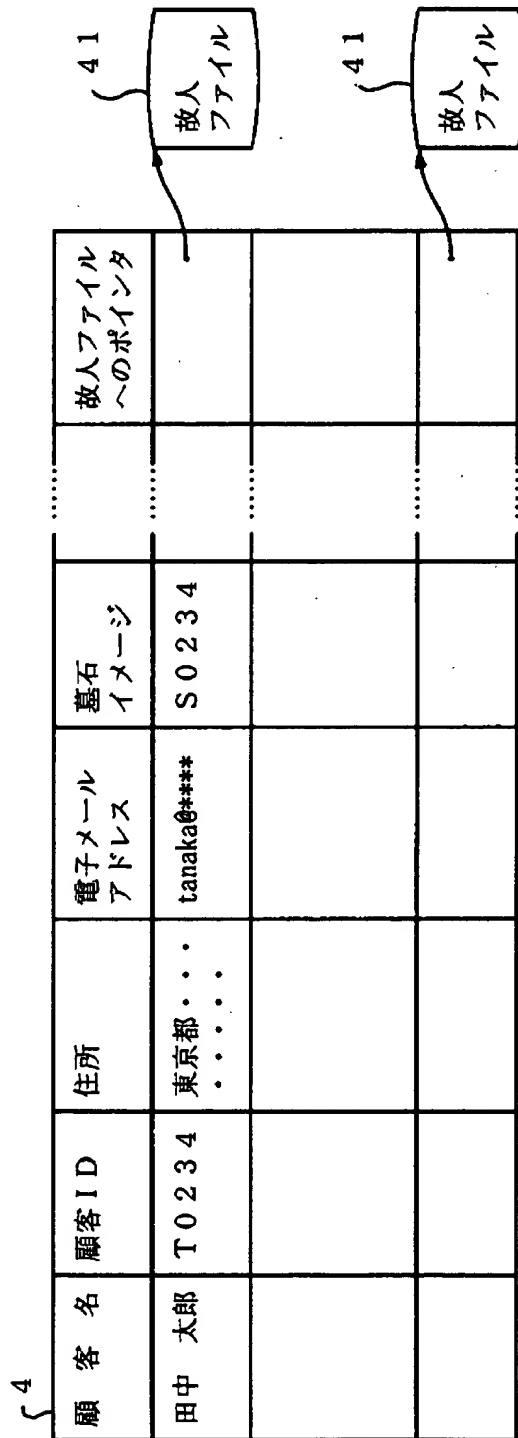 4
顧 客 名
顧客ID
住所
電子メール
アドレス
墓石
イメージ
故人ファイル
へのポインタ
田中 太郎
T0234
東京都・・・
・・・・・・
tanaka@****
S0234
41
故人
ファイル
41
故人
ファイル